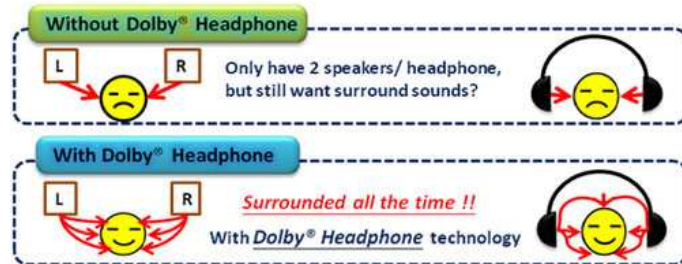 Without Dolby® Headphone
L
R
Only have 2 speakers/ headphone,
but still want surround sounds?
With Dolby® Headphone
L
R
Surrounded all the time !!
With Dolby® Headphone technology